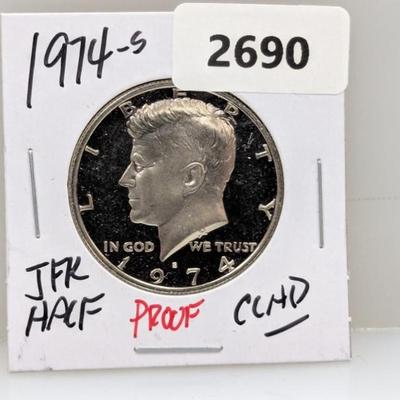 1974-S
2690
LIBERTY
IN GOD WE TRUST
S
1974
JFK
HALF
PROOF
CLAD